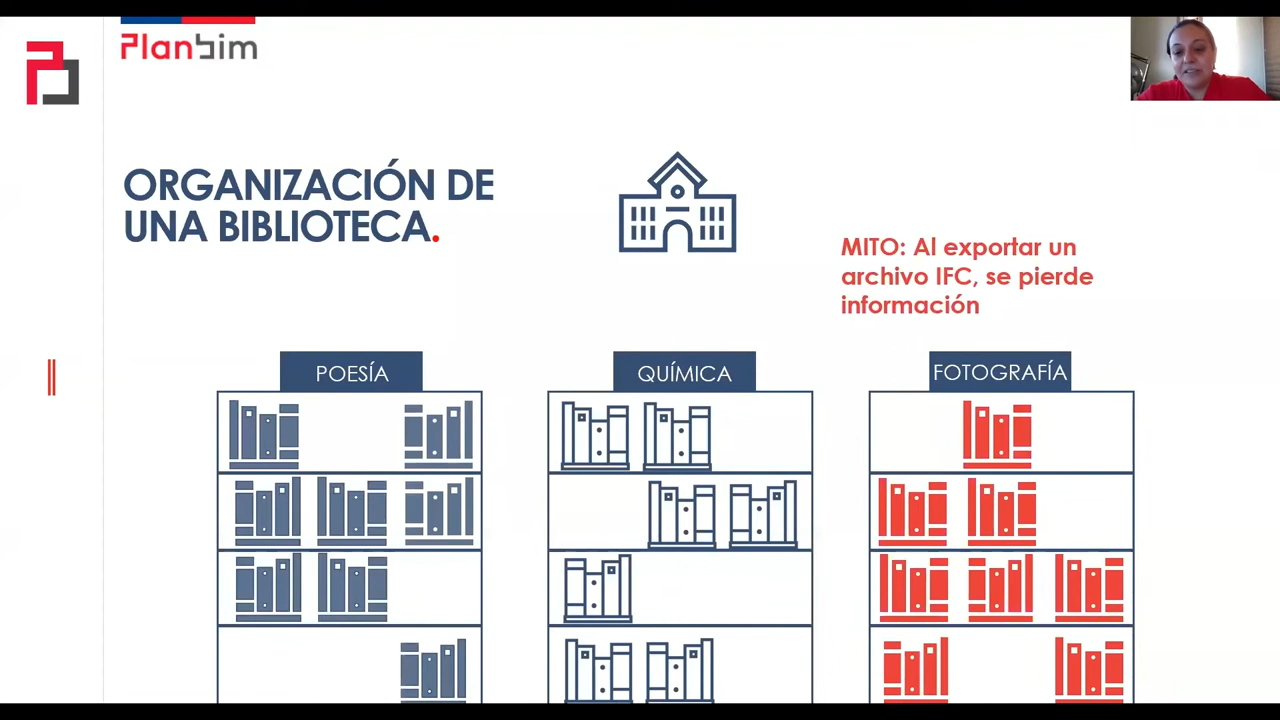 PlanBim
ORGANIZACIÓN DE
UNA BIBLIOTECA.
MITO: Al exportar un
archivo IFC, se pierde
información
POESÍA
QUÍMICA
FOTOGRAFÍA